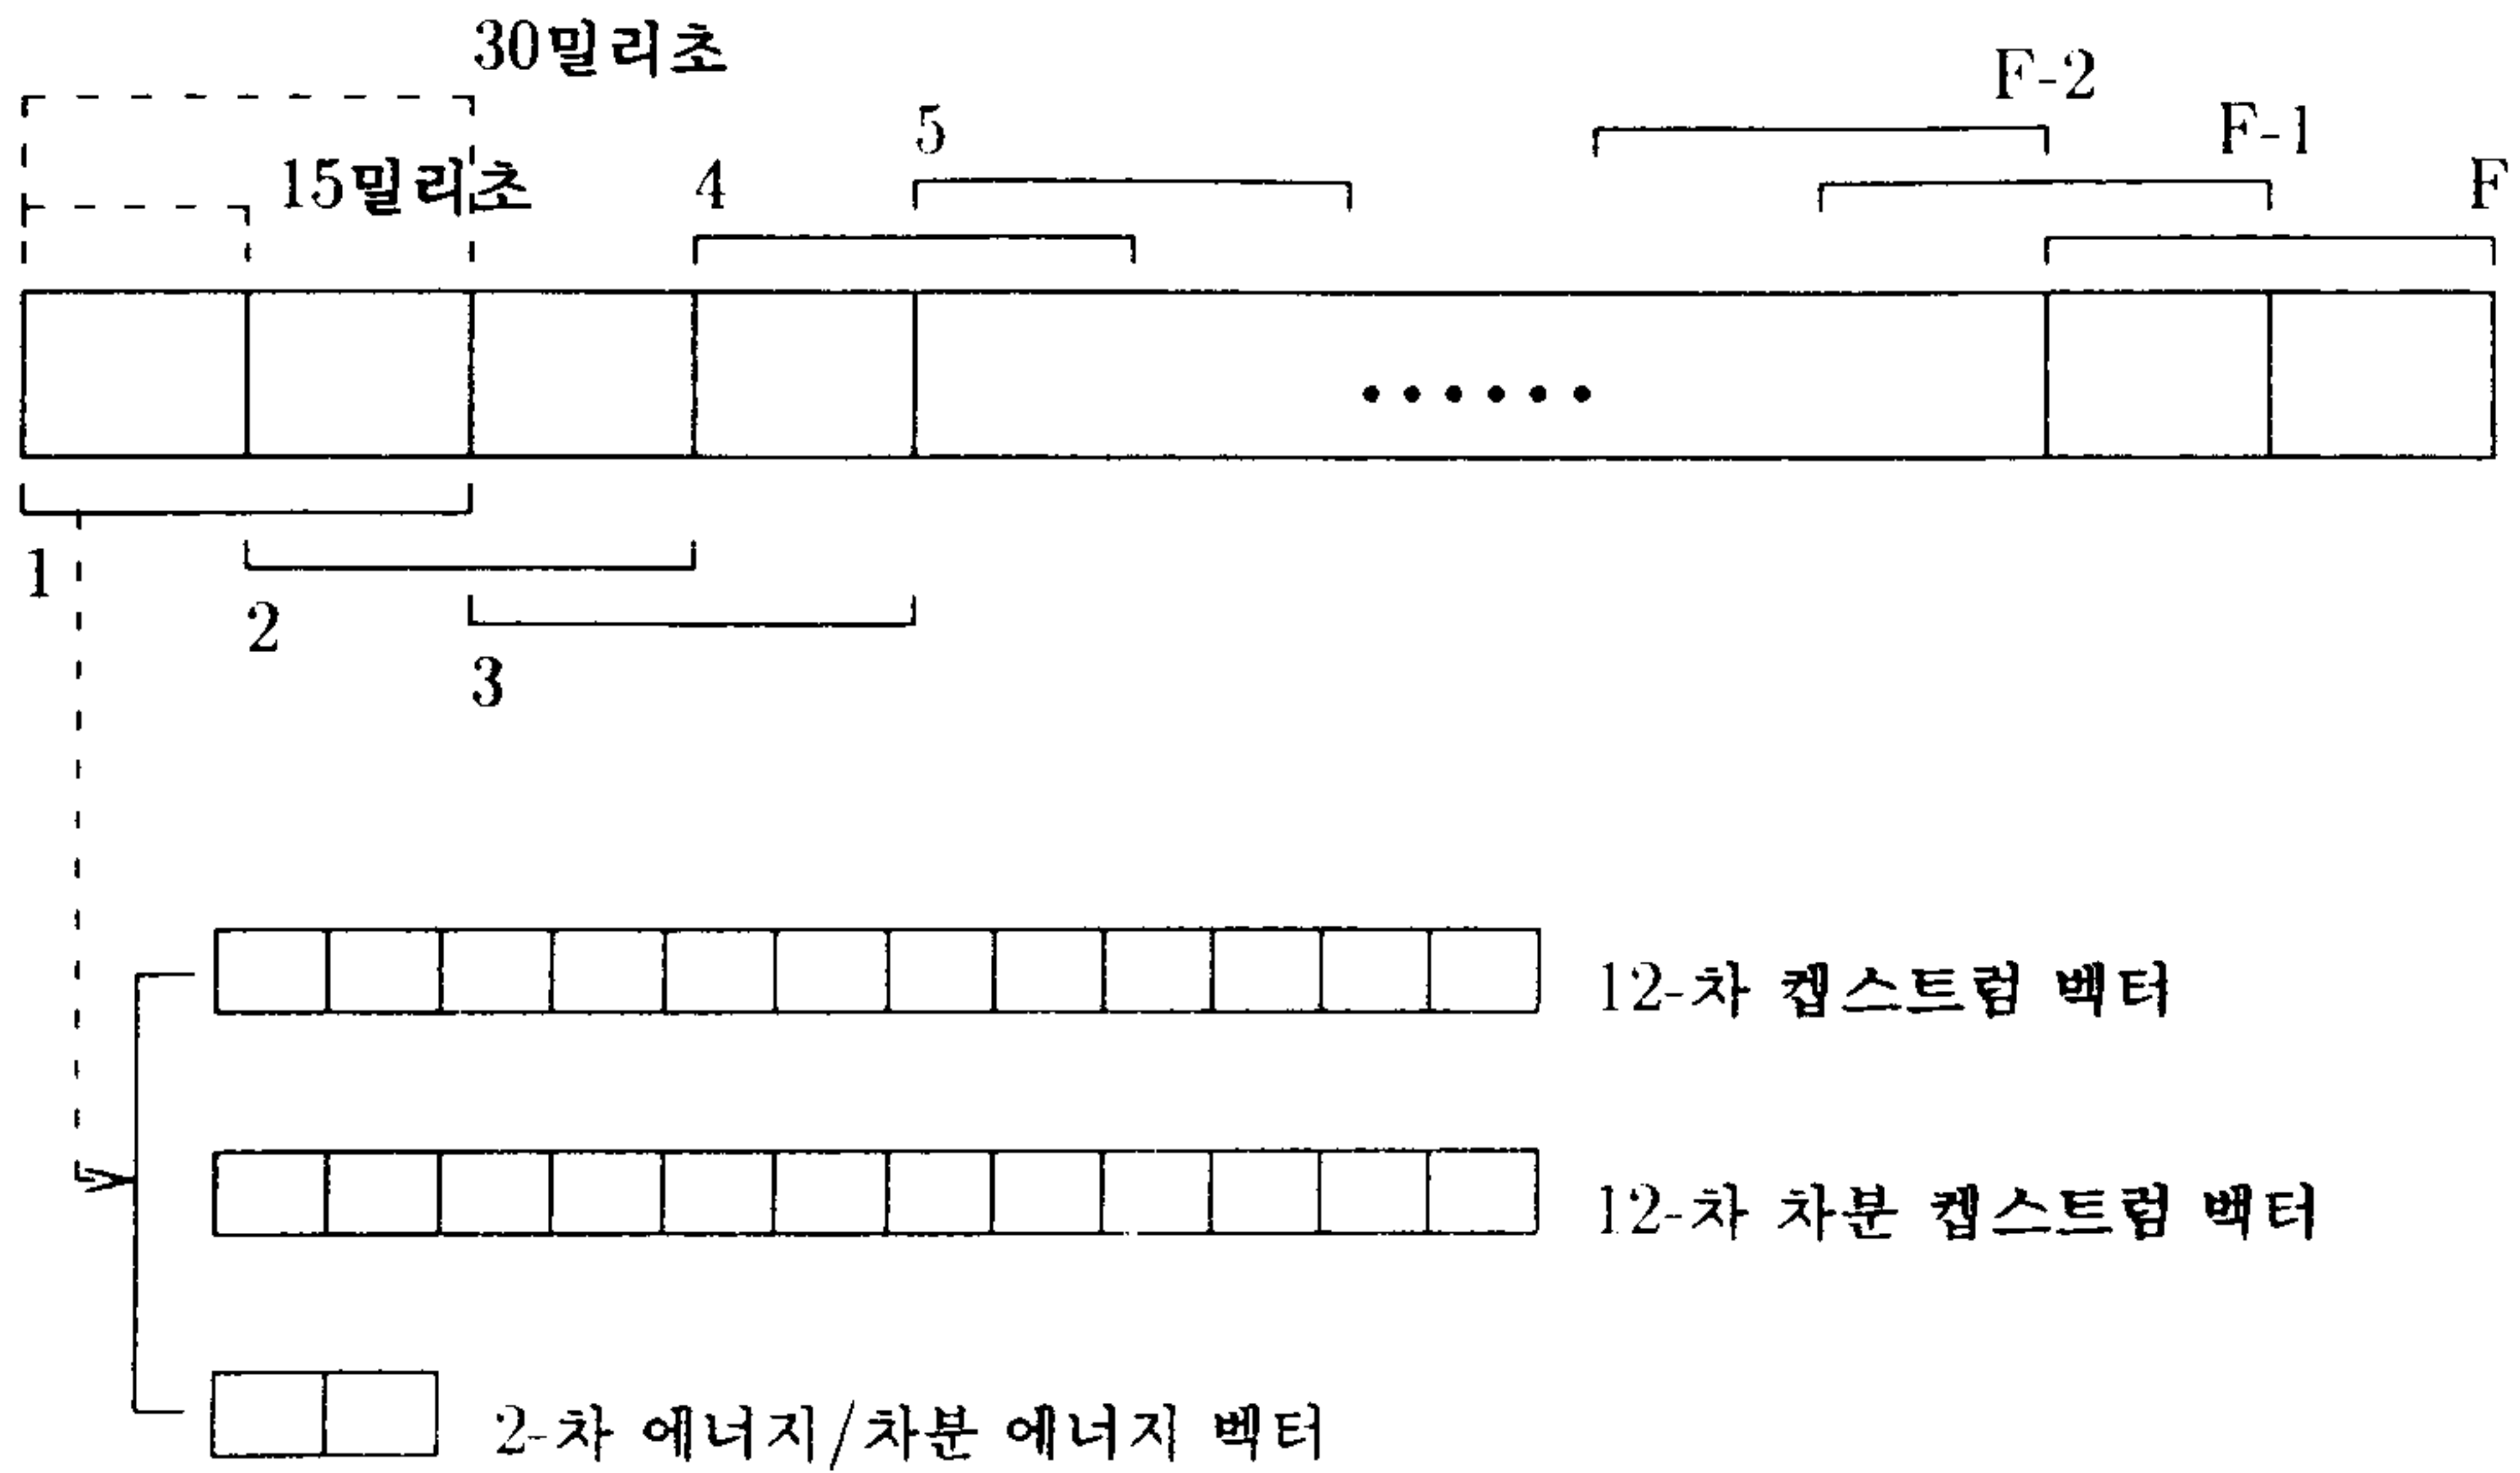 30밀리초
F-2
5
F-1
15밀리초
4
F
1
2
3
12-차 켑스트럼 벡터
12-차 차분 켑스트럼 벡터
2-차 에너지/차분 에너지 벡터